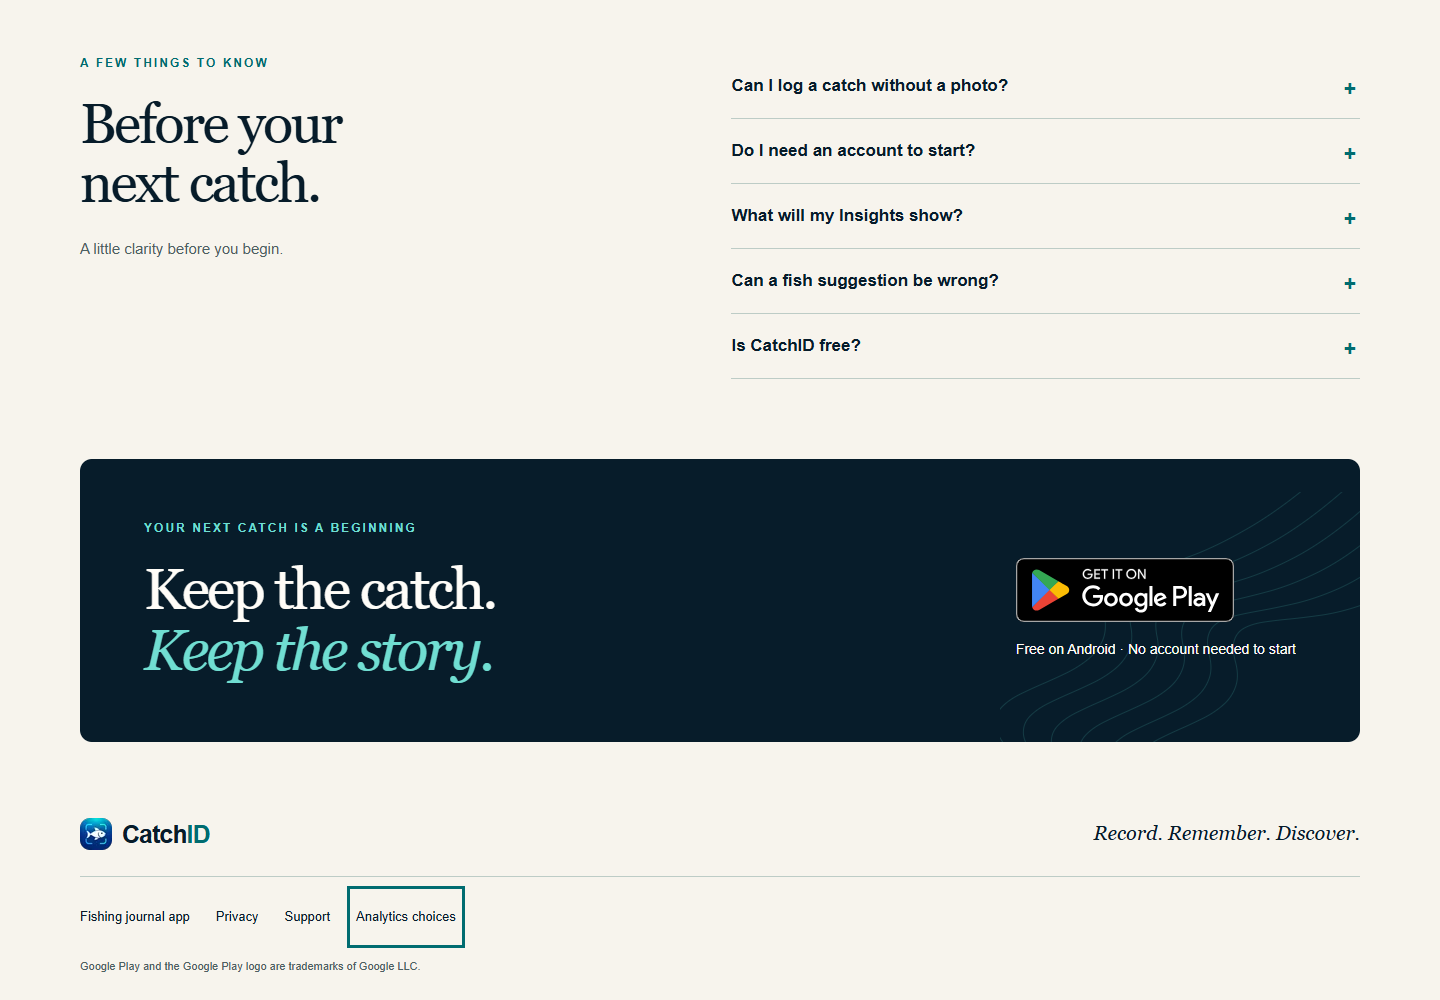 A FEW THINGS TO KNOW
Before your
next catch.
A little clarity before you begin.
Can I log a catch without a photo?
+
Do I need an account to start?
+
What will my Insights show?
+
Can a fish suggestion be wrong?
+
Is CatchID free?
+
YOUR NEXT CATCH IS A BEGINNING
Keep the catch.
Keep the story.
GET IT ON
Google Play
Free on Android · No account needed to start
CatchID
Record. Remember. Discover.
Fishing journal app Privacy Support Analytics choices
Google Play and the Google Play logo are trademarks of Google LLC.